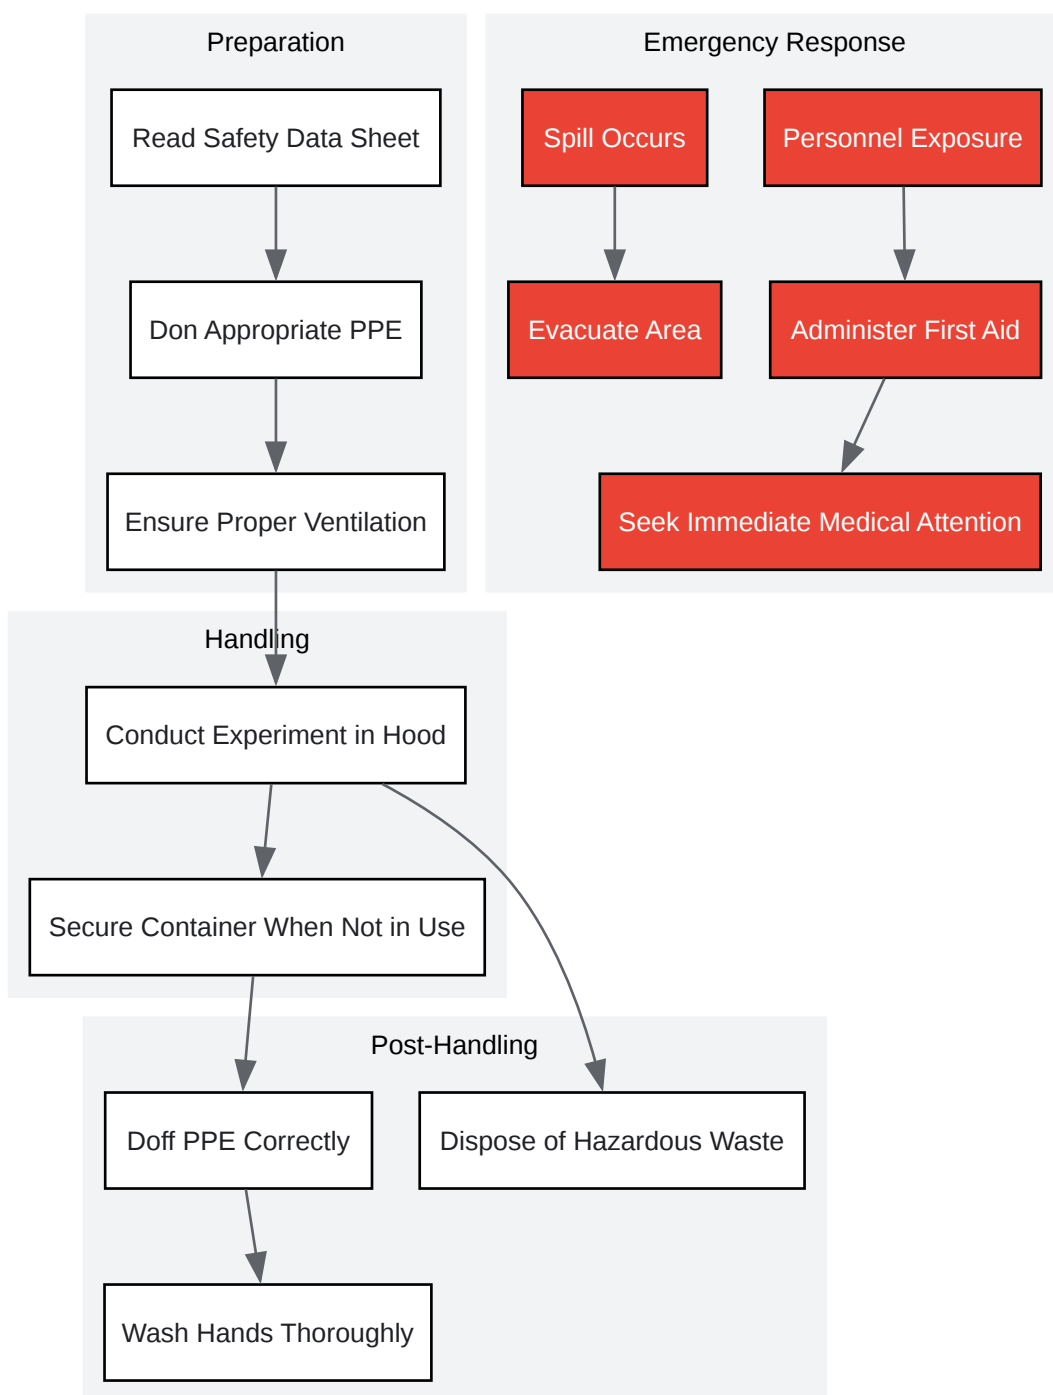 Preparation
Read Safety Data Sheet
Don Appropriate PPE
Ensure Proper Ventilation
Emergency Response
Spill Occurs
Personnel Exposure
Evacuate Area
Administer First Aid
Seek Immediate Medical Attention
Handling
Conduct Experiment in Hood
Secure Container When Not in Use
Post-Handling
Doff PPE Correctly
Dispose of Hazardous Waste
Wash Hands Thoroughly